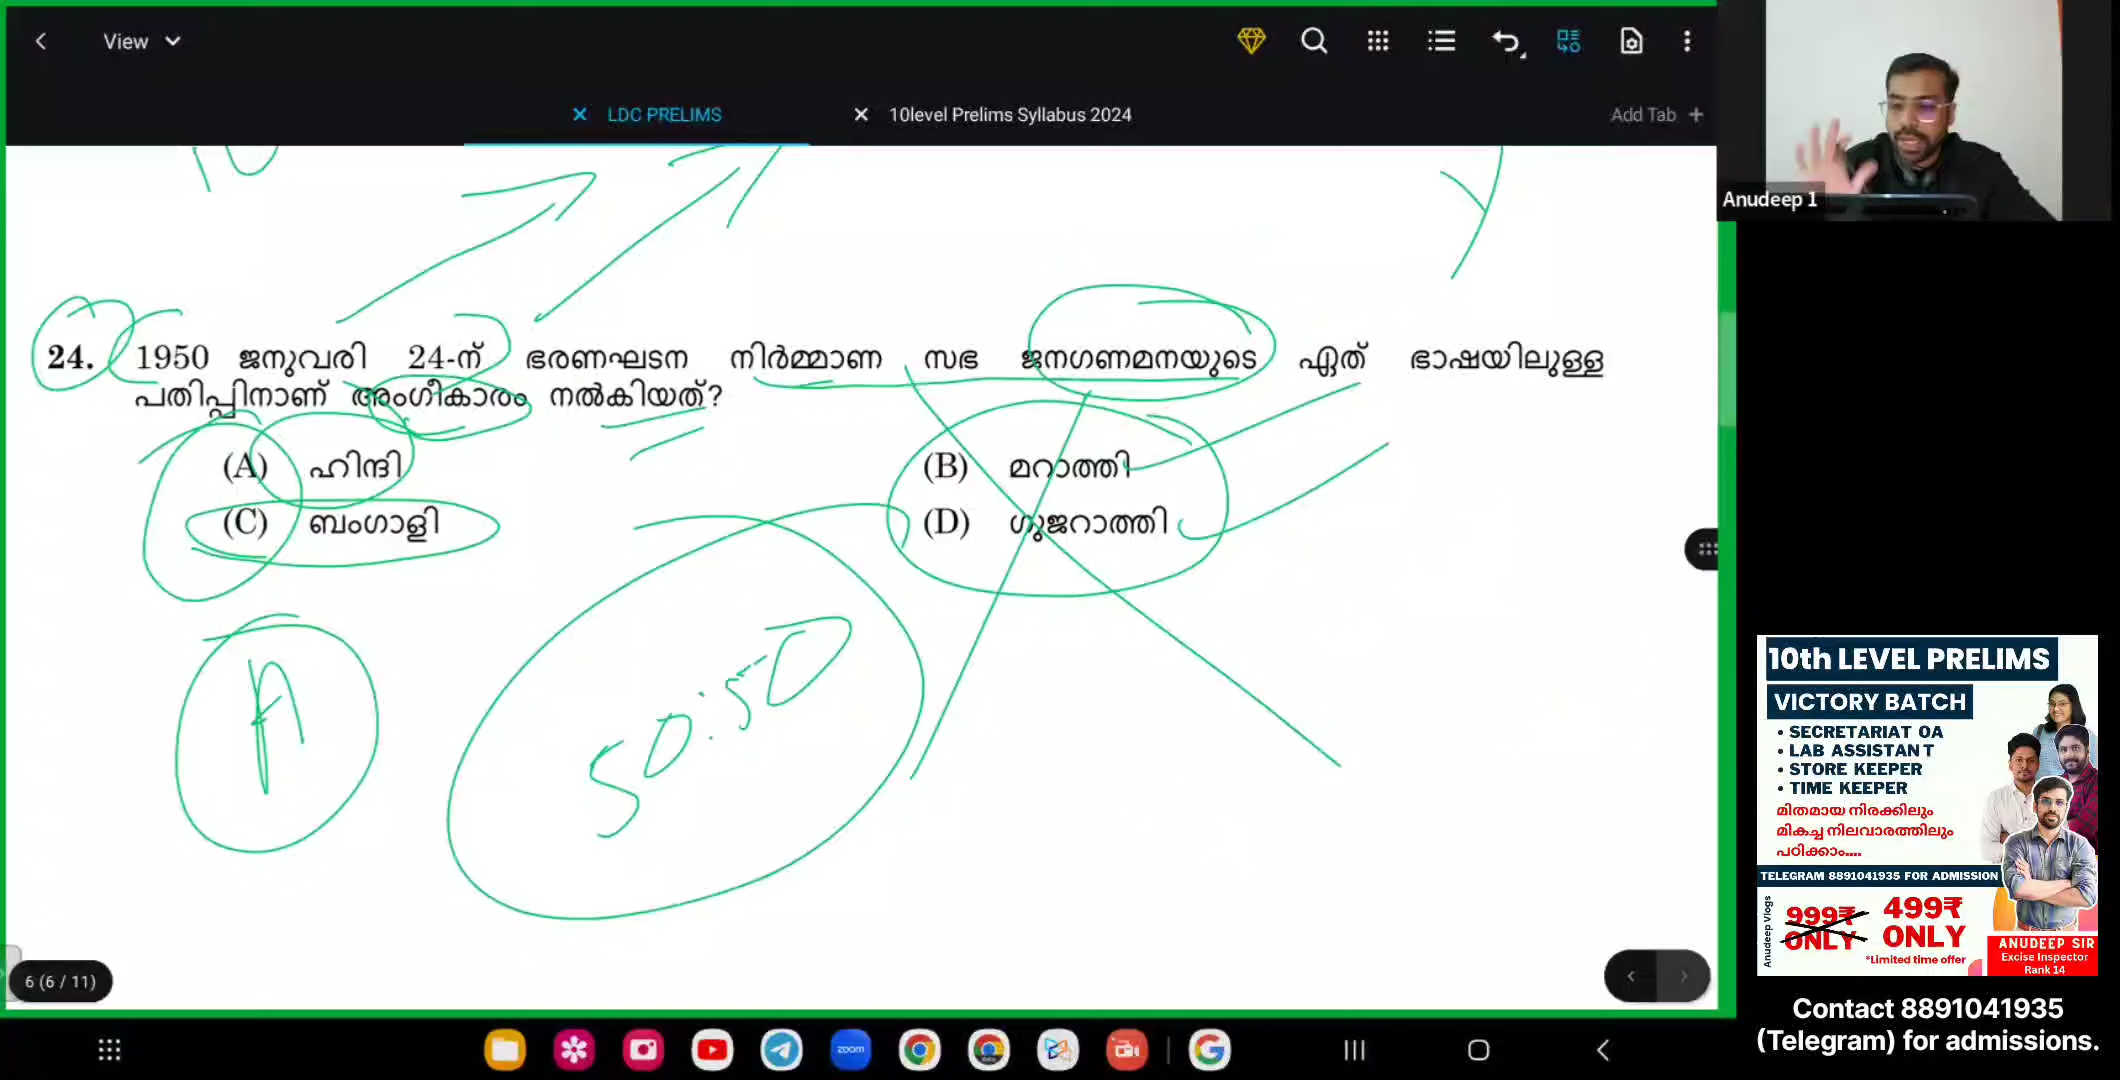 View
LDC PRELIMS
10level Prelims Syllabus 2024
Add Tab +
Anudeep 1
24. 1950 ജനുവരി 24-ന് ഭരണഘടന നിർമ്മാണ സഭ ജനഗണമനയുടെ ഏത് ഭാഷയിലുള്ള
പതിപ്പിനാണ് അംഗീകാരം നൽകിയത്?
(A) ഹിന്ദി (B) മറാത്തി
(C) ബംഗാളി (D) ഗുജറാത്തി
A
50:50
6 (6 / 11)
zoom
10th LEVEL PRELIMS
VICTORY BATCH
• SECRETARIAT OA
• LAB ASSISTANT
• STORE KEEPER
• TIME KEEPER
മിതമായ നിരക്കിലും
മികച്ച നിലവാരത്തിലും
പഠിക്കാം....
TELEGRAM 8891041935 FOR ADMISSION
Anudeep Vlogs
999₹ ONLY
499₹ ONLY
*Limited time offer
ANUDEEP SIR
Excise Inspector
Rank 14
Contact 8891041935
(Telegram) for admissions.